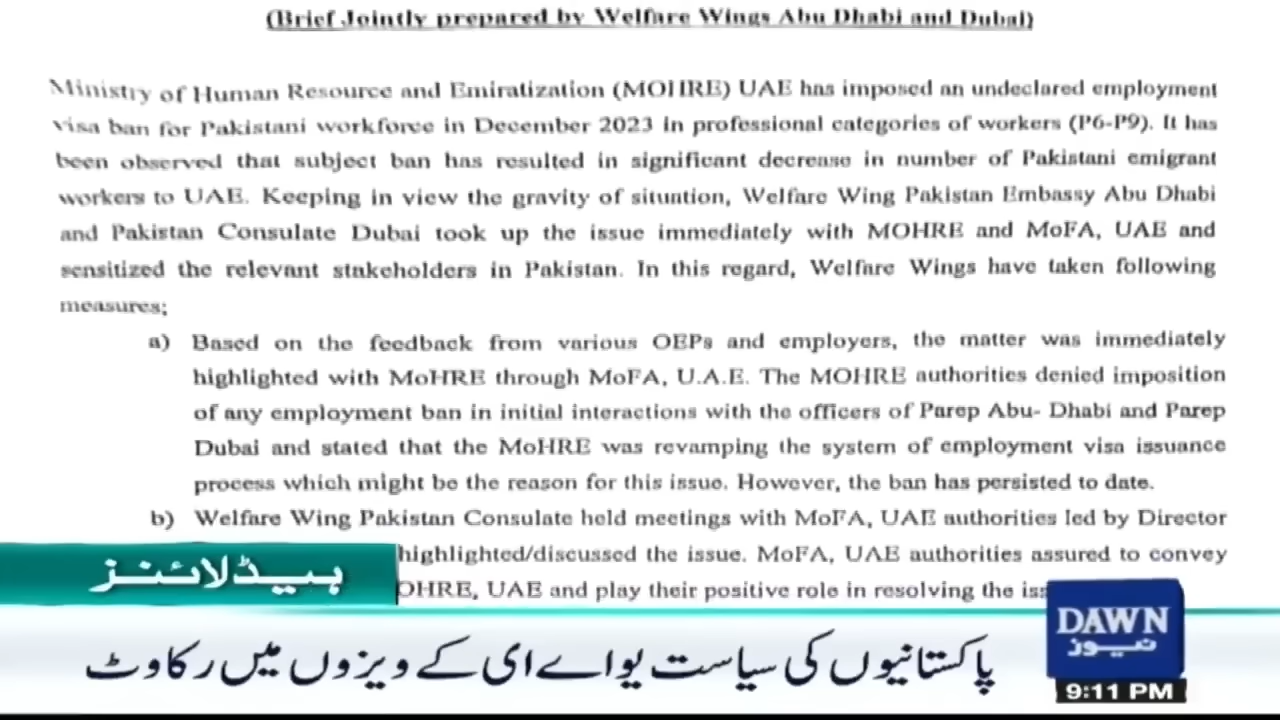 (Brief Jointly prepared by Welfare Wings Abu Dhabi and Dubai)
Ministry of Human Resource and Emiratization (MOHRE) UAE has imposed an undeclared employment
visa ban for Pakistani workforce in December 2023 in professional categories of workers (P6-P9). It has
been observed that subject ban has resulted in significant decrease in number of Pakistani emigrant
workers to UAE. Keeping in view the gravity of situation, Welfare Wing Pakistan Embassy Abu Dhabi
and Pakistan Consulate Dubai took up the issue immediately with MOHRE and MoFA, UAE and
sensitized the relevant stakeholders in Pakistan. In this regard, Welfare Wings have taken following
measures;
a) Based on the feedback from various OEPs and employers, the matter was immediately
highlighted with MoHRE through MoFA, U.A.E. The MOHRE authorities denied imposition
of any employment ban in initial interactions with the officers of Parep Abu- Dhabi and Parep
Dubai and stated that the MoHRE was revamping the system of employment visa issuance
process which might be the reason for this issue. However, the ban has persisted to date.
b) Welfare Wing Pakistan Consulate held meetings with MoFA, UAE authorities led by Director
highlighted/discussed the issue. MoFA, UAE authorities assured to convey
OHRE, UAE and play their positive role in resolving the
ہیڈلائنز
پاکستانیوں کی سیاست یو اے ای کے ویزوں میں رکاوٹ
DAWN
نیوز
9:11 PM